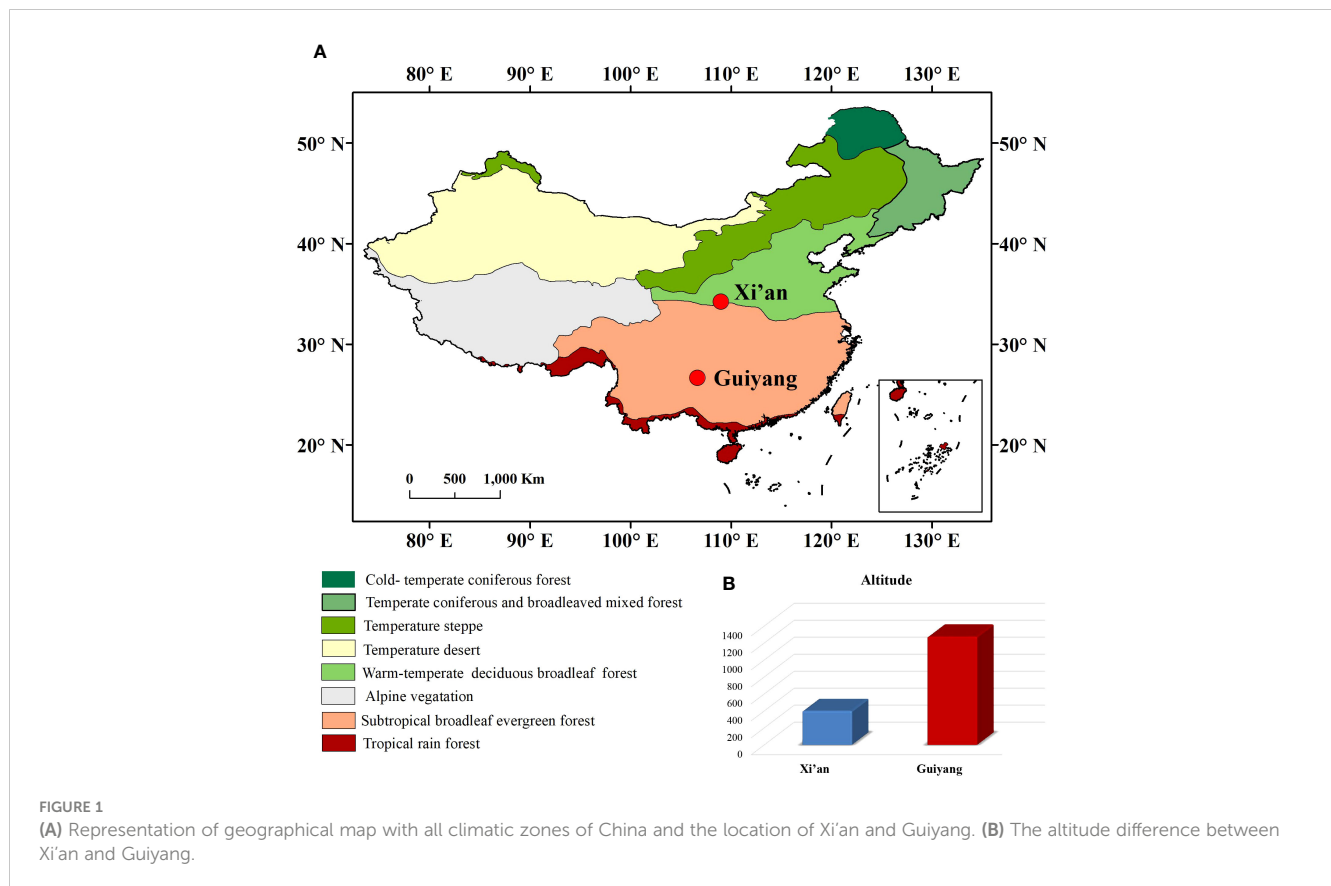 A
80° E 90° E 100° E 110° E 120° E 130° E
50° N 50° N
40° N 40° N
Xi’an
30° N 30° N
Guiyang
20° N 20° N
0 500 1,000 Km
80° E 90° E 100° E 110° E 120° E 130° E
Cold- temperate coniferous forest
Temperate coniferous and broadleaved mixed forest
Temperature steppe
Temperature desert
Warm-temperate deciduous broadleaf forest
Alpine vegatation
Subtropical broadleaf evergreen forest
Tropical rain forest
B
Altitude
1400
1200
1000
800
600
400
200
0
Xi’an Guiyang
FIGURE 1
(A) Representation of geographical map with all climatic zones of China and the location of Xi’an and Guiyang. (B) The altitude difference between
Xi’an and Guiyang.